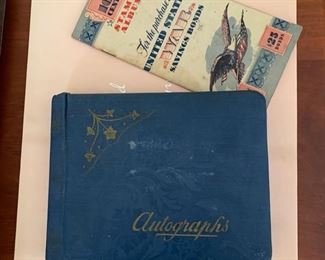 STAMP
ALBUM
For the purchase of
UNITED STATES
WAR
SAVINGS BONDS
$25
Autographs